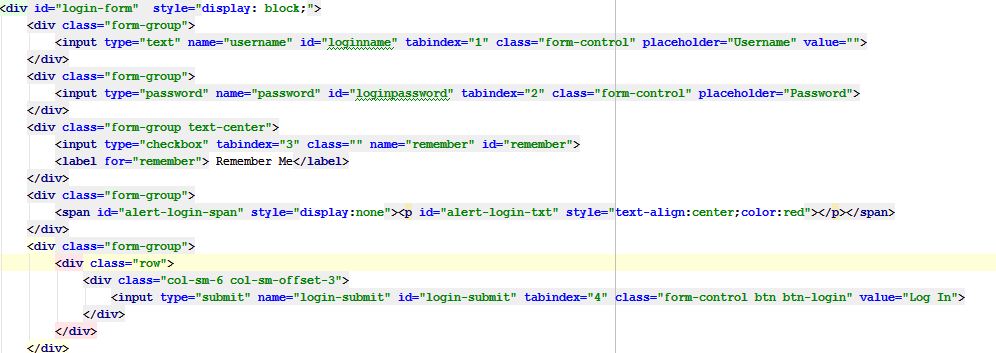 <div id="login-form"  style="display: block;">
    <div class="form-group">
        <input type="text" name="username" id="loginname" tabindex="1" class="form-control" placeholder="Username" value="">
    </div>
    <div class="form-group">
        <input type="password" name="password" id="loginpassword" tabindex="2" class="form-control" placeholder="Password">
    </div>
    <div class="form-group text-center">
        <input type="checkbox" tabindex="3" class="" name="remember" id="remember">
        <label for="remember"> Remember Me</label>
    </div>
    <div class="form-group">
        <span id="alert-login-span" style="display:none"><p id="alert-login-txt" style="text-align:center;color:red"></p></span>
    </div>
    <div class="form-group">
        <div class="row">
            <div class="col-sm-6 col-sm-offset-3">
                <input type="submit" name="login-submit" id="login-submit" tabindex="4" class="form-control btn btn-login" value="Log In">
            </div>
        </div>
    </div>